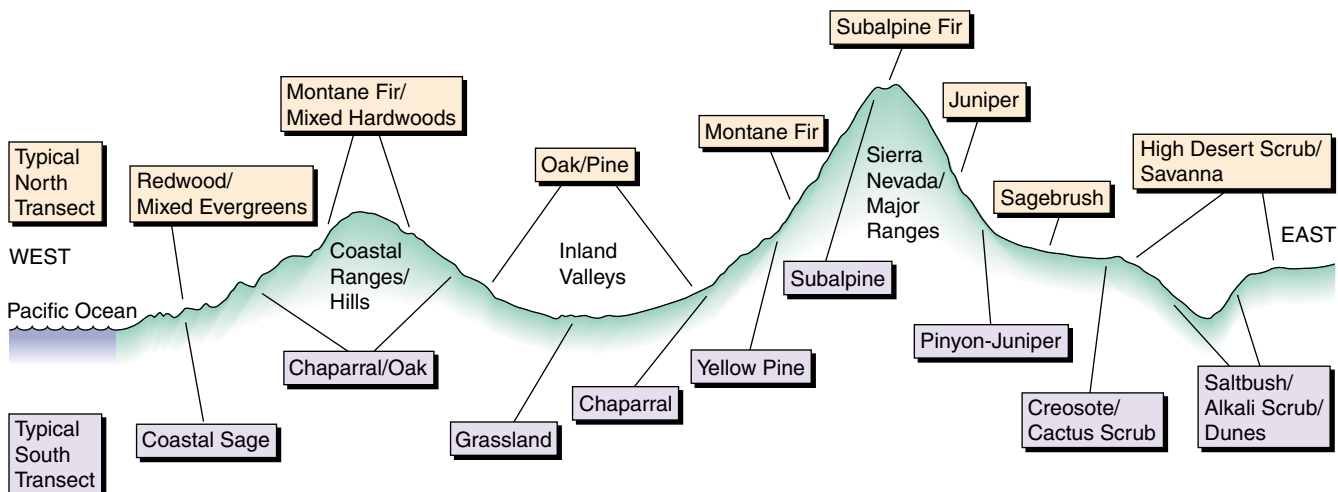 Subalpine Fir
Montane Fir/
Mixed Hardwoods
Juniper
Montane Fir
Typical
North
Transect
Redwood/
Mixed Evergreens
Oak/Pine
Sierra
Nevada/
Major
Ranges
High Desert Scrub/
Savanna
Sagebrush
WEST
EAST
Coastal
Ranges/
Hills
Inland
Valleys
Subalpine
Pacific Ocean
Chaparral/Oak
Yellow Pine
Pinyon-Juniper
Chaparral
Creosote/
Cactus Scrub
Saltbush/
Alkali Scrub/
Dunes
Typical
South
Transect
Coastal Sage
Grassland